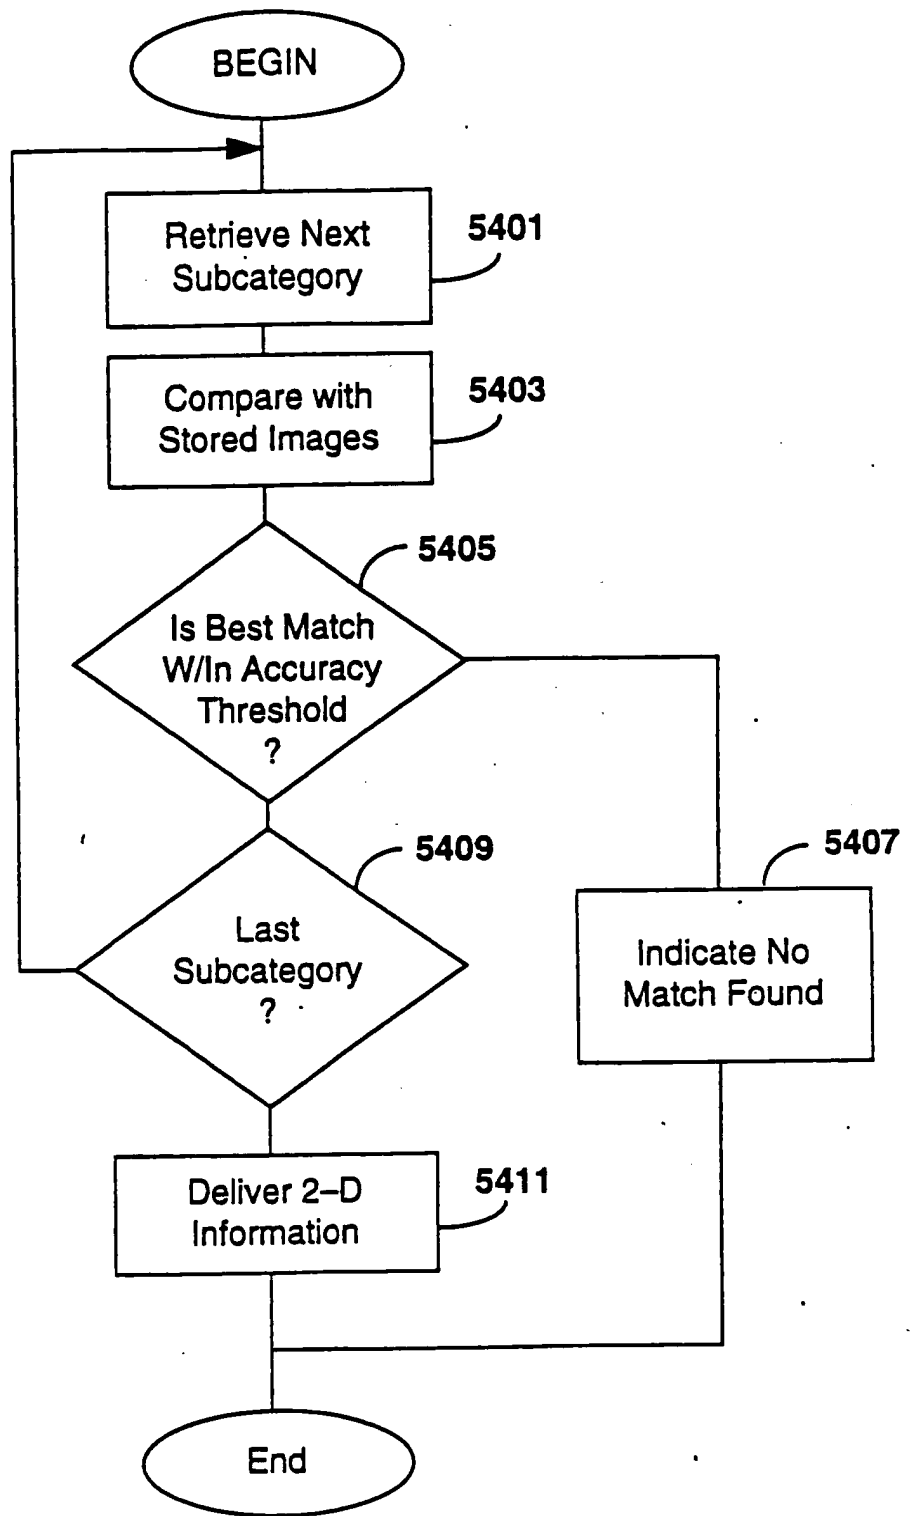 BEGIN
Retrieve Next
Subcategory
5401
Compare with
Stored Images
5403
5405
Is Best Match
W/In Accuracy
Threshold
?
5409
Last
Subcategory
?
5407
Indicate No
Match Found
5411
Deliver 2–D
Information
End